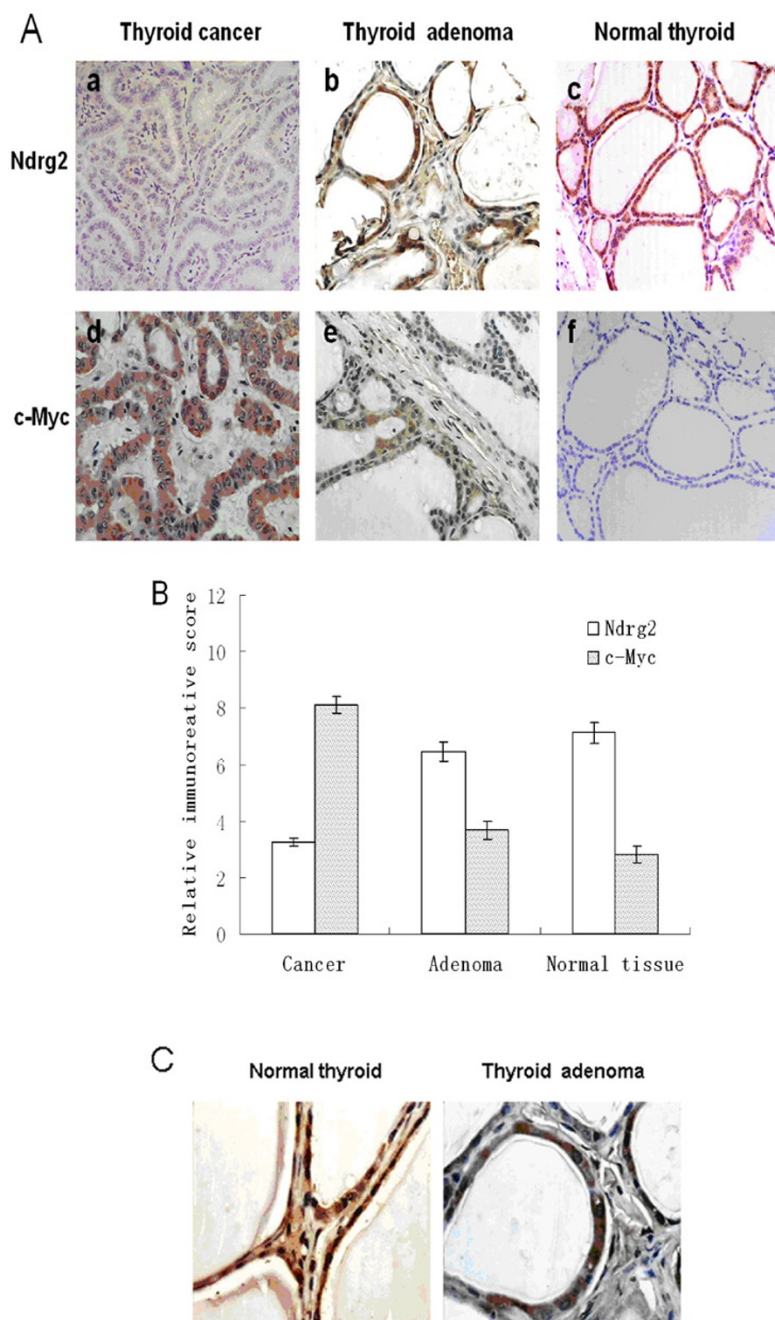 A
Thyroid cancer Thyroid adenoma Normal thyroid
a b c
Ndrg2
d e f
c-Myc
B
Relative immunoreative score
12
10
8
6
4
2
0
Ndrg2
c-Myc
Cancer Adenoma Normal tissue
C
Normal thyroid Thyroid adenoma